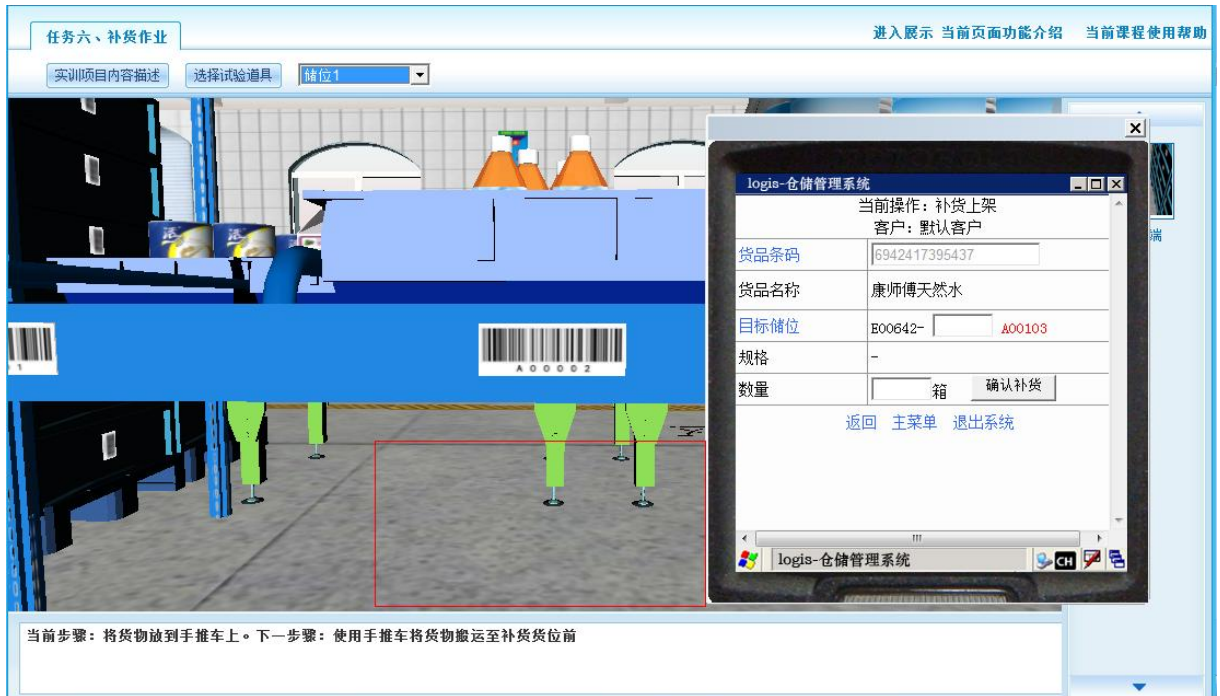 任务六、补货作业
进入展示 当前页面功能介绍 当前课程使用帮助
实训项目内容描述 选择试验道具 储位1
logis-仓储管理系统
当前操作：补货上架
客户：默认客户
货品条码 6942417395437
货品名称 康师傅天然水
目标储位 E00642- A00103
规格 -
数量 箱 确认补货
返回 主菜单 退出系统
logis-仓储管理系统 CH
端
A00002
当前步骤：将货物放到手推车上。下一步骤：使用手推车将货物搬运至补货货位前